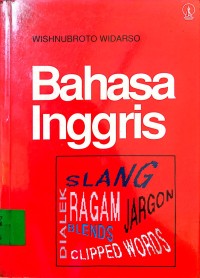 WISHNUBROTO WIDARSO
Bahasa
Inggris
SLANG
DIALEK
RAGAM
JARGON
BLENDS
CLIPPED WORDS